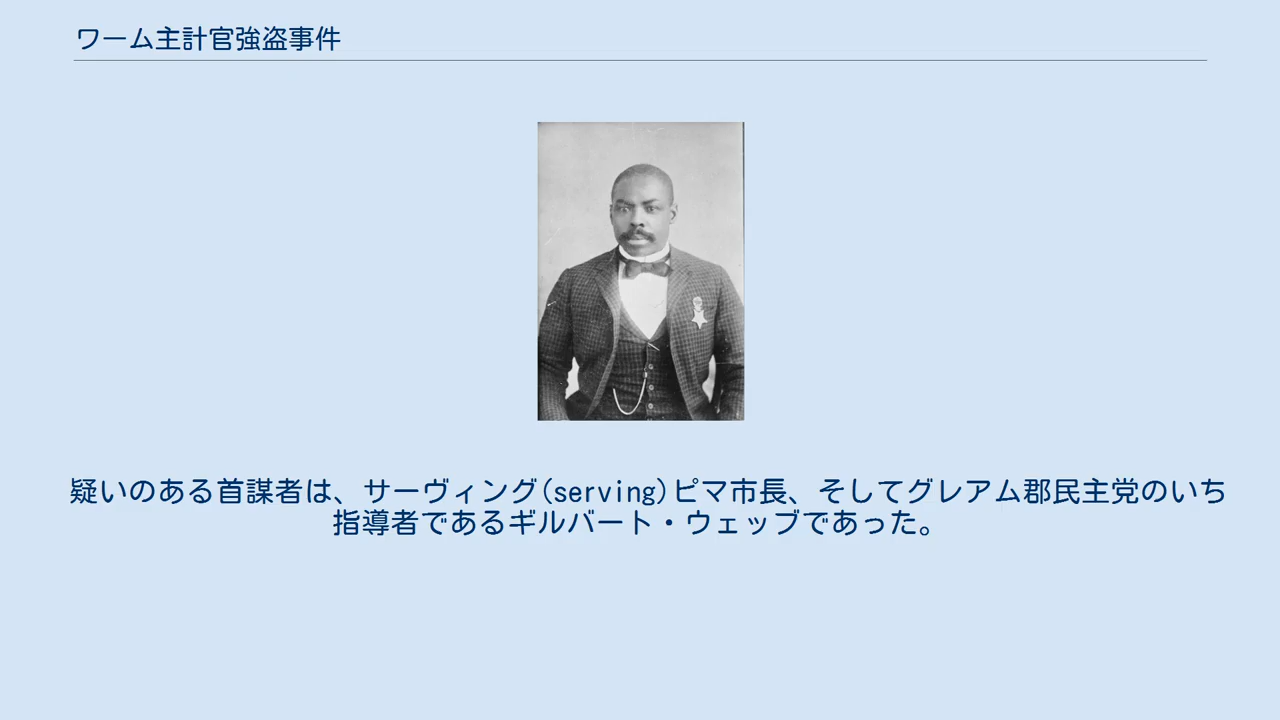 ワーム主計官強盗事件
疑いのある首謀者は、サーヴィング(serving)ピマ市長、そしてグレアム郡民主党のいち
指導者であるギルバート・ウェッブであった。